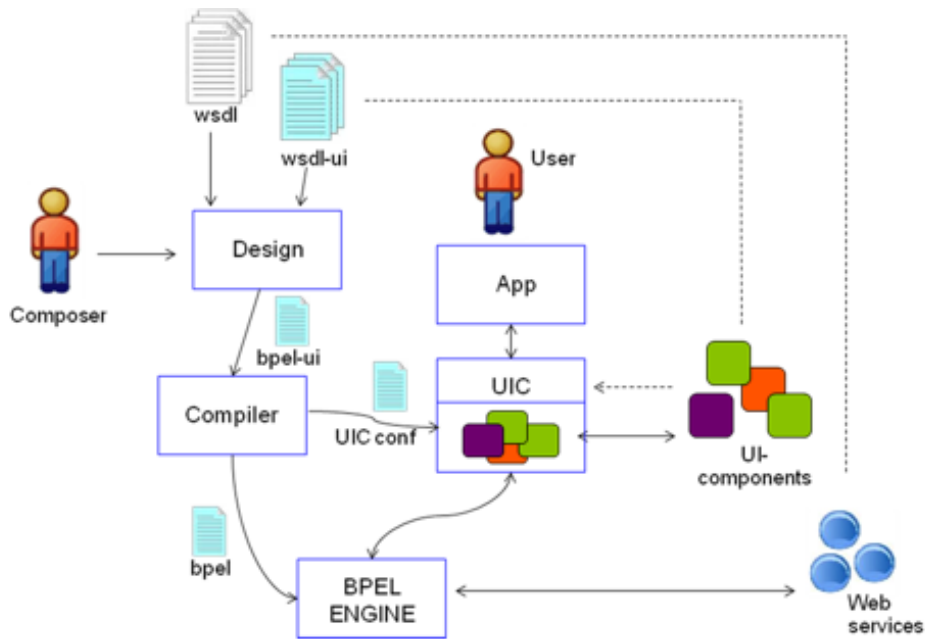 wsdl
wsdl-ui
User
Design
App
Composer
bpel-ui
UIC
Compiler
UIC conf
UI-
components
bpel
BPEL
ENGINE
Web
services